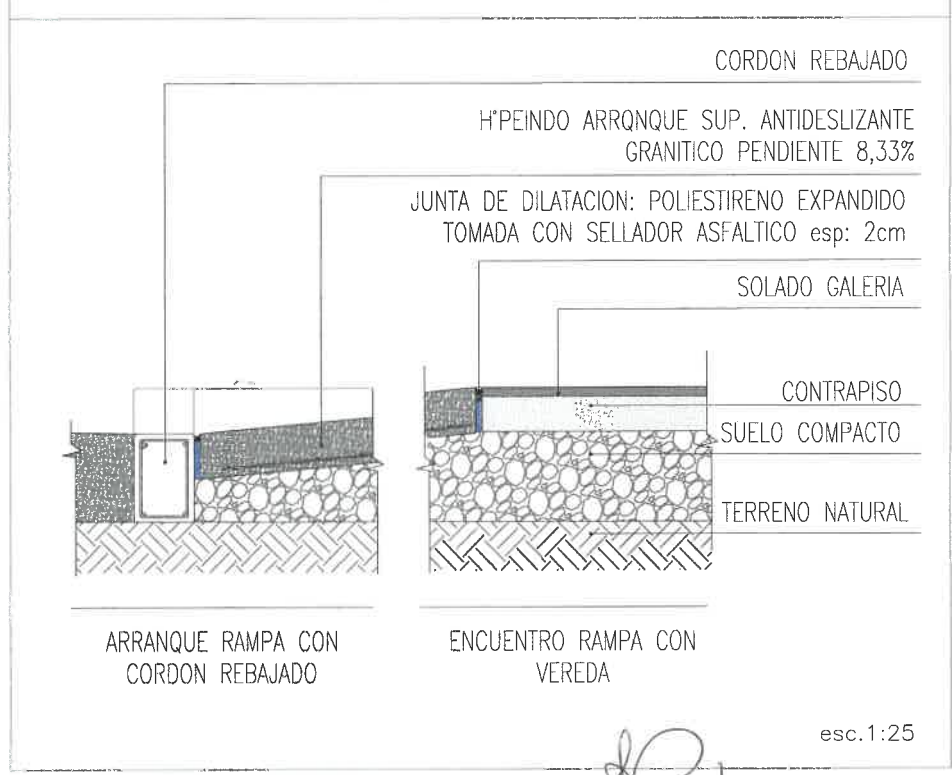 CORDON REBAJADO
H°PEINDO ARRQNQUE SUP. ANTIDESLIZANTE
GRANITICO PENDIENTE 8,33%
JUNTA DE DILATACION: POLIESTIRENO EXPANDIDO
TOMADA CON SELLADOR ASFALTICO esp: 2cm
SOLADO GALERIA
CONTRAPISO
SUELO COMPACTO
TERRENO NATURAL
ARRANQUE RAMPA CON
CORDON REBAJADO
ENCUENTRO RAMPA CON
VEREDA
esc.1:25